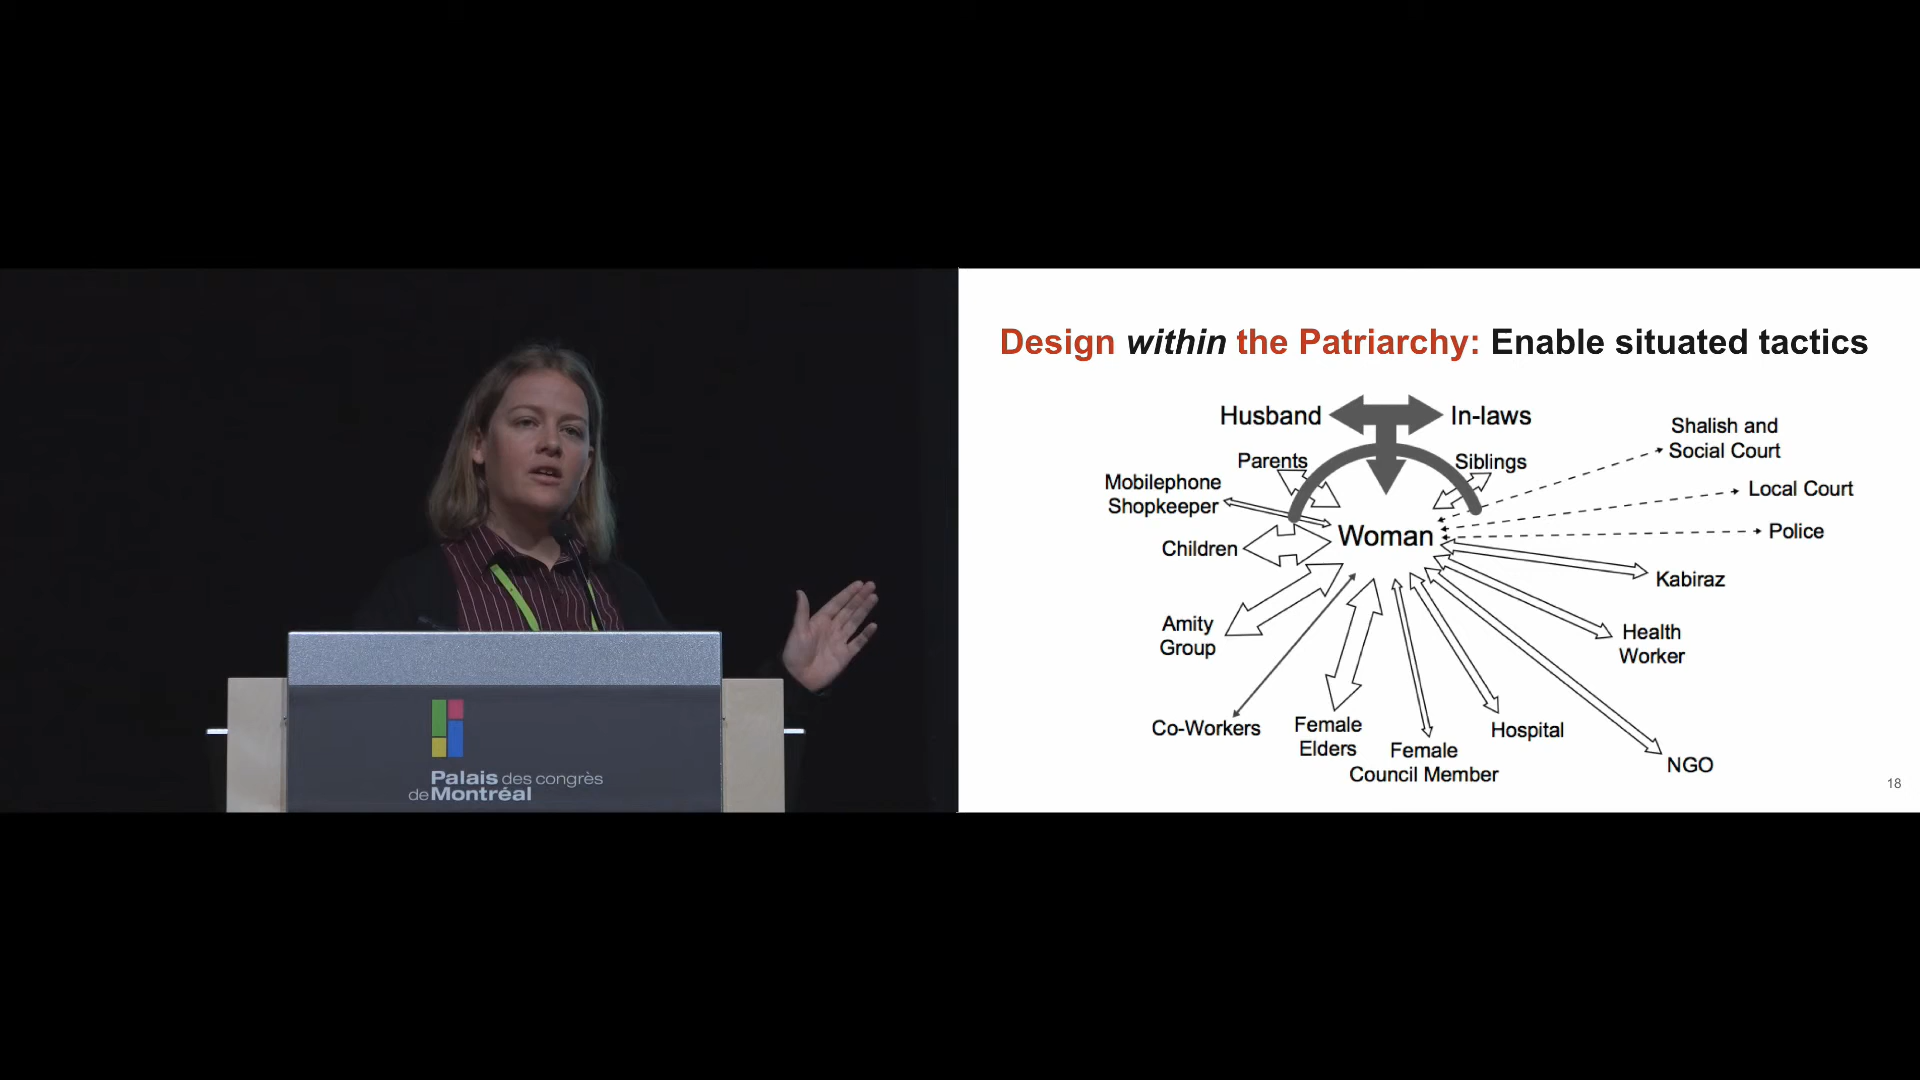 Design within the Patriarchy: Enable situated tactics
Husband
In-laws
Shalish and
Social Court
Parents
Siblings
Mobilephone
Shopkeeper
Local Court
Woman
Police
Children
Kabiraz
Amity
Group
Health
Worker
Co-Workers
Female
Elders
Female
Council Member
Hospital
NGO
18
Palais des congrès
de Montréal